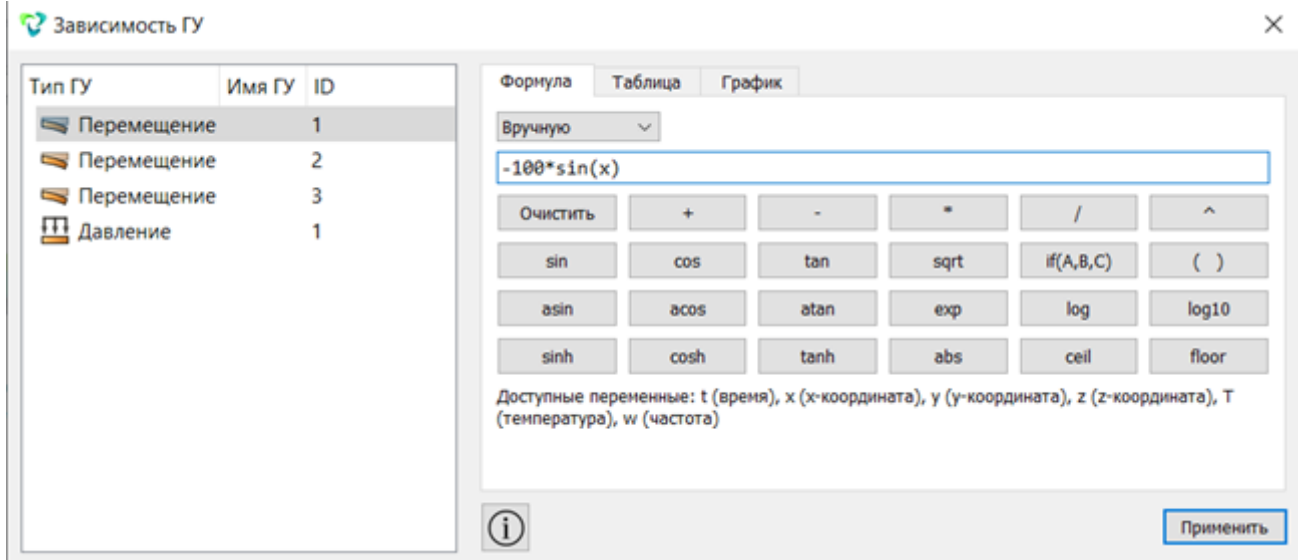 Зависимость ГУ
Тип ГУ Имя ГУ ID
Перемещение 1
Перемещение 2
Перемещение 3
Давление 1
Формула Таблица График
Вручную
-100*sin(x)
Очистить + - * / ^
sin cos tan sqrt if(A,B,C) ( )
asin acos atan exp log log10
sinh cosh tanh abs ceil floor
Доступные переменные: t (время), x (x-координата), y (y-координата), z (z-координата), T
(температура), w (частота)
Применить